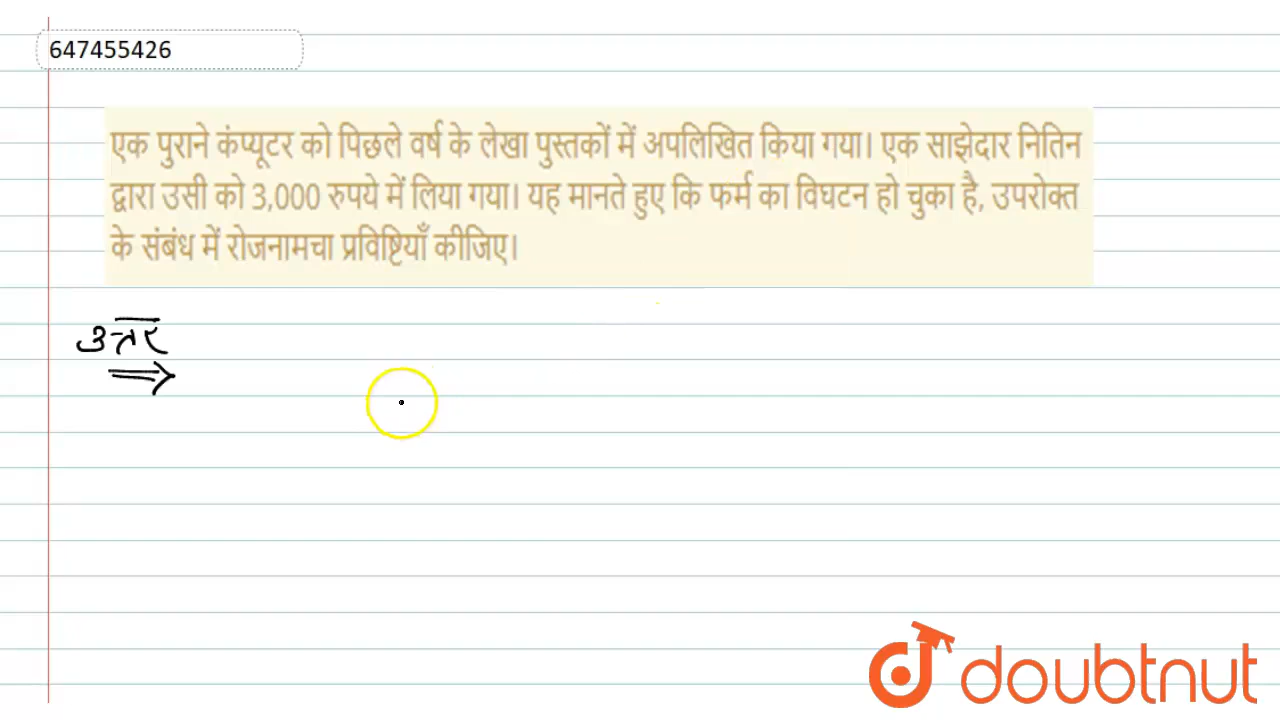 647455426
एक पुराने कंप्यूटर को पिछले वर्ष के लेखा पुस्तकों में अपलिखित किया गया। एक साझेदार नितिन
द्वारा उसी को 3,000 रुपये में लिया गया। यह मानते हुए कि फर्म का विघटन हो चुका है, उपरोक्त
के संबंध में रोजनामचा प्रविष्टियाँ कीजिए।
उत्तर
doubtnut